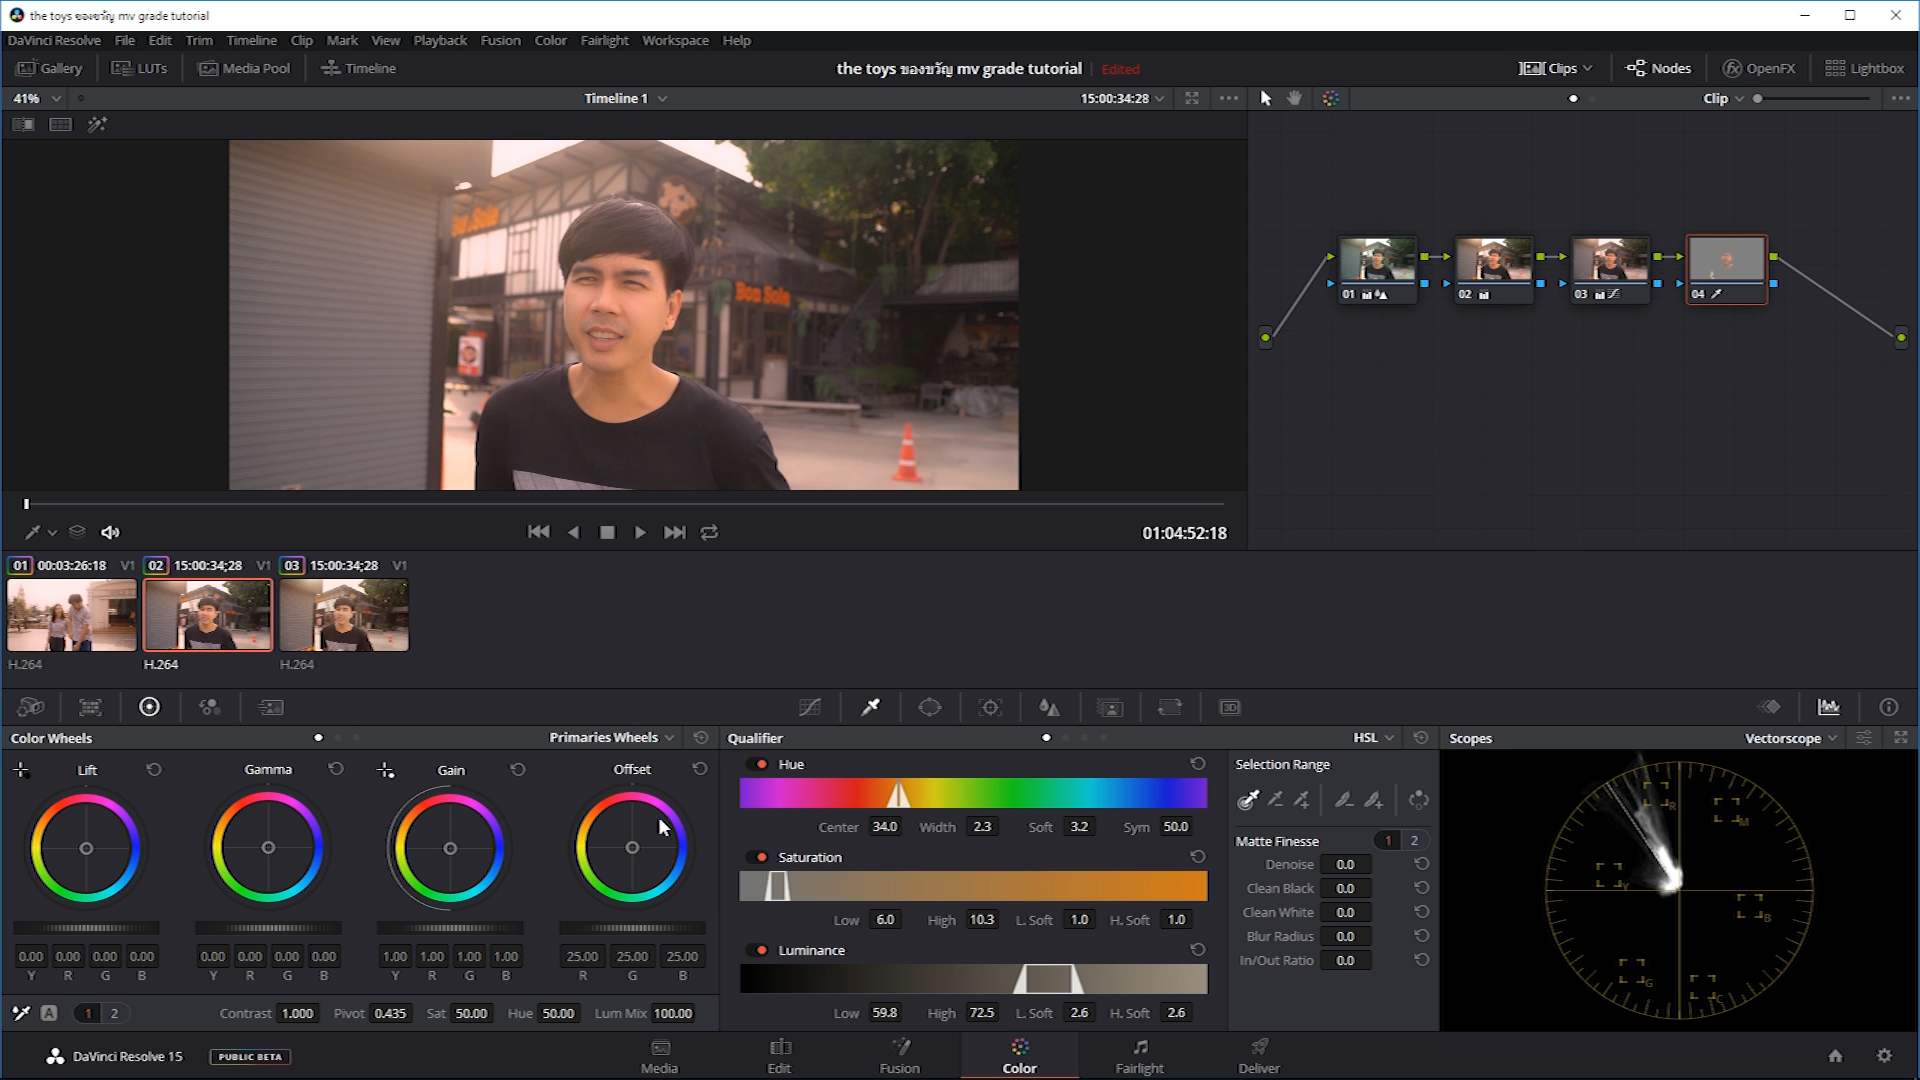 the toys ของขวัญ mv grade tutorial
DaVinci Resolve File Edit Trim Timeline Clip Mark View Playback Fusion Color Fairlight Workspace Help
Gallery LUTs Media Pool Timeline the toys ของขวัญ mv grade tutorial Edited Clips Nodes OpenFX Lightbox
41% Timeline 1 15:00:34:28 Clip
Bon Sole
01 02 03 04
01:04:52:18
01 00:03:26:18 V1 02 15:00:34;28 V1 03 15:00:34;28 V1
H.264 H.264 H.264
3D
Color Wheels Primaries Wheels Qualifier HSL Scopes Vectorscope
Lift Gamma Gain Offset
Hue
Center 34.0 Width 2.3 Soft 3.2 Sym 50.0
Saturation
Low 6.0 High 10.3 L. Soft 1.0 H. Soft 1.0
Luminance
Low 59.8 High 72.5 L. Soft 2.6 H. Soft 2.6
Selection Range
Matte Finesse 1 2
Denoise 0.0
Clean Black 0.0
Clean White 0.0
Blur Radius 0.0
In/Out Ratio 0.0
R M Y B G C
0.00 0.00 0.00 0.00 0.00 0.00 0.00 0.00 1.00 1.00 1.00 1.00 25.00 25.00 25.00
Y R G B Y R G B Y R G B R G B
A 1 2 Contrast 1.000 Pivot 0.435 Sat 50.00 Hue 50.00 Lum Mix 100.00
DaVinci Resolve 15 PUBLIC BETA Media Edit Fusion Color Fairlight Deliver